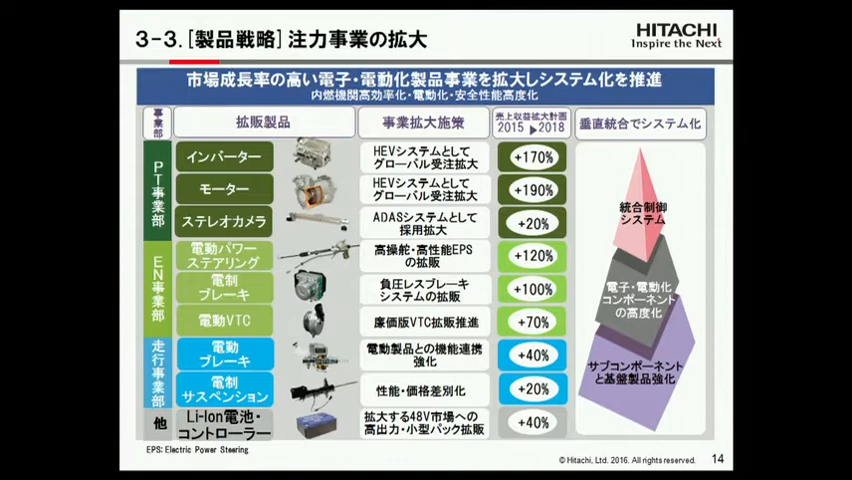 3-3.[製品戦略] 注力事業の拡大
HITACHI
Inspire the Next
市場成長率の高い電子・電動化製品事業を拡大しシステム化を推進
内燃機関高効率化・電動化・安全性能高度化
事業部
拡販製品
事業拡大施策
売上収益拡大計画
2015 ▶ 2018
垂直統合でシステム化
PT事業部
インバーター
HEVシステムとして
グローバル受注拡大
+170%
モーター
HEVシステムとして
グローバル受注拡大
+190%
ステレオカメラ
ADASシステムとして
採用拡大
+20%
EN事業部
電動パワー
ステアリング
高操舵・高性能EPS
の拡販
+120%
電制
ブレーキ
負圧レスブレーキ
システムの拡販
+100%
電動VTC
廉価版VTC拡販推進
+70%
走行事業部
電動
ブレーキ
電動製品との機能連携
強化
+40%
電制
サスペンション
性能・価格差別化
+20%
他
Li-Ion電池・
コントローラー
拡大する48V市場への
高出力・小型パック拡販
+40%
統合制御
システム
電子・電動化
コンポーネント
の高度化
サブコンポーネント
と基盤製品強化
EPS: Electric Power Steering
© Hitachi, Ltd. 2016. All rights reserved.
14